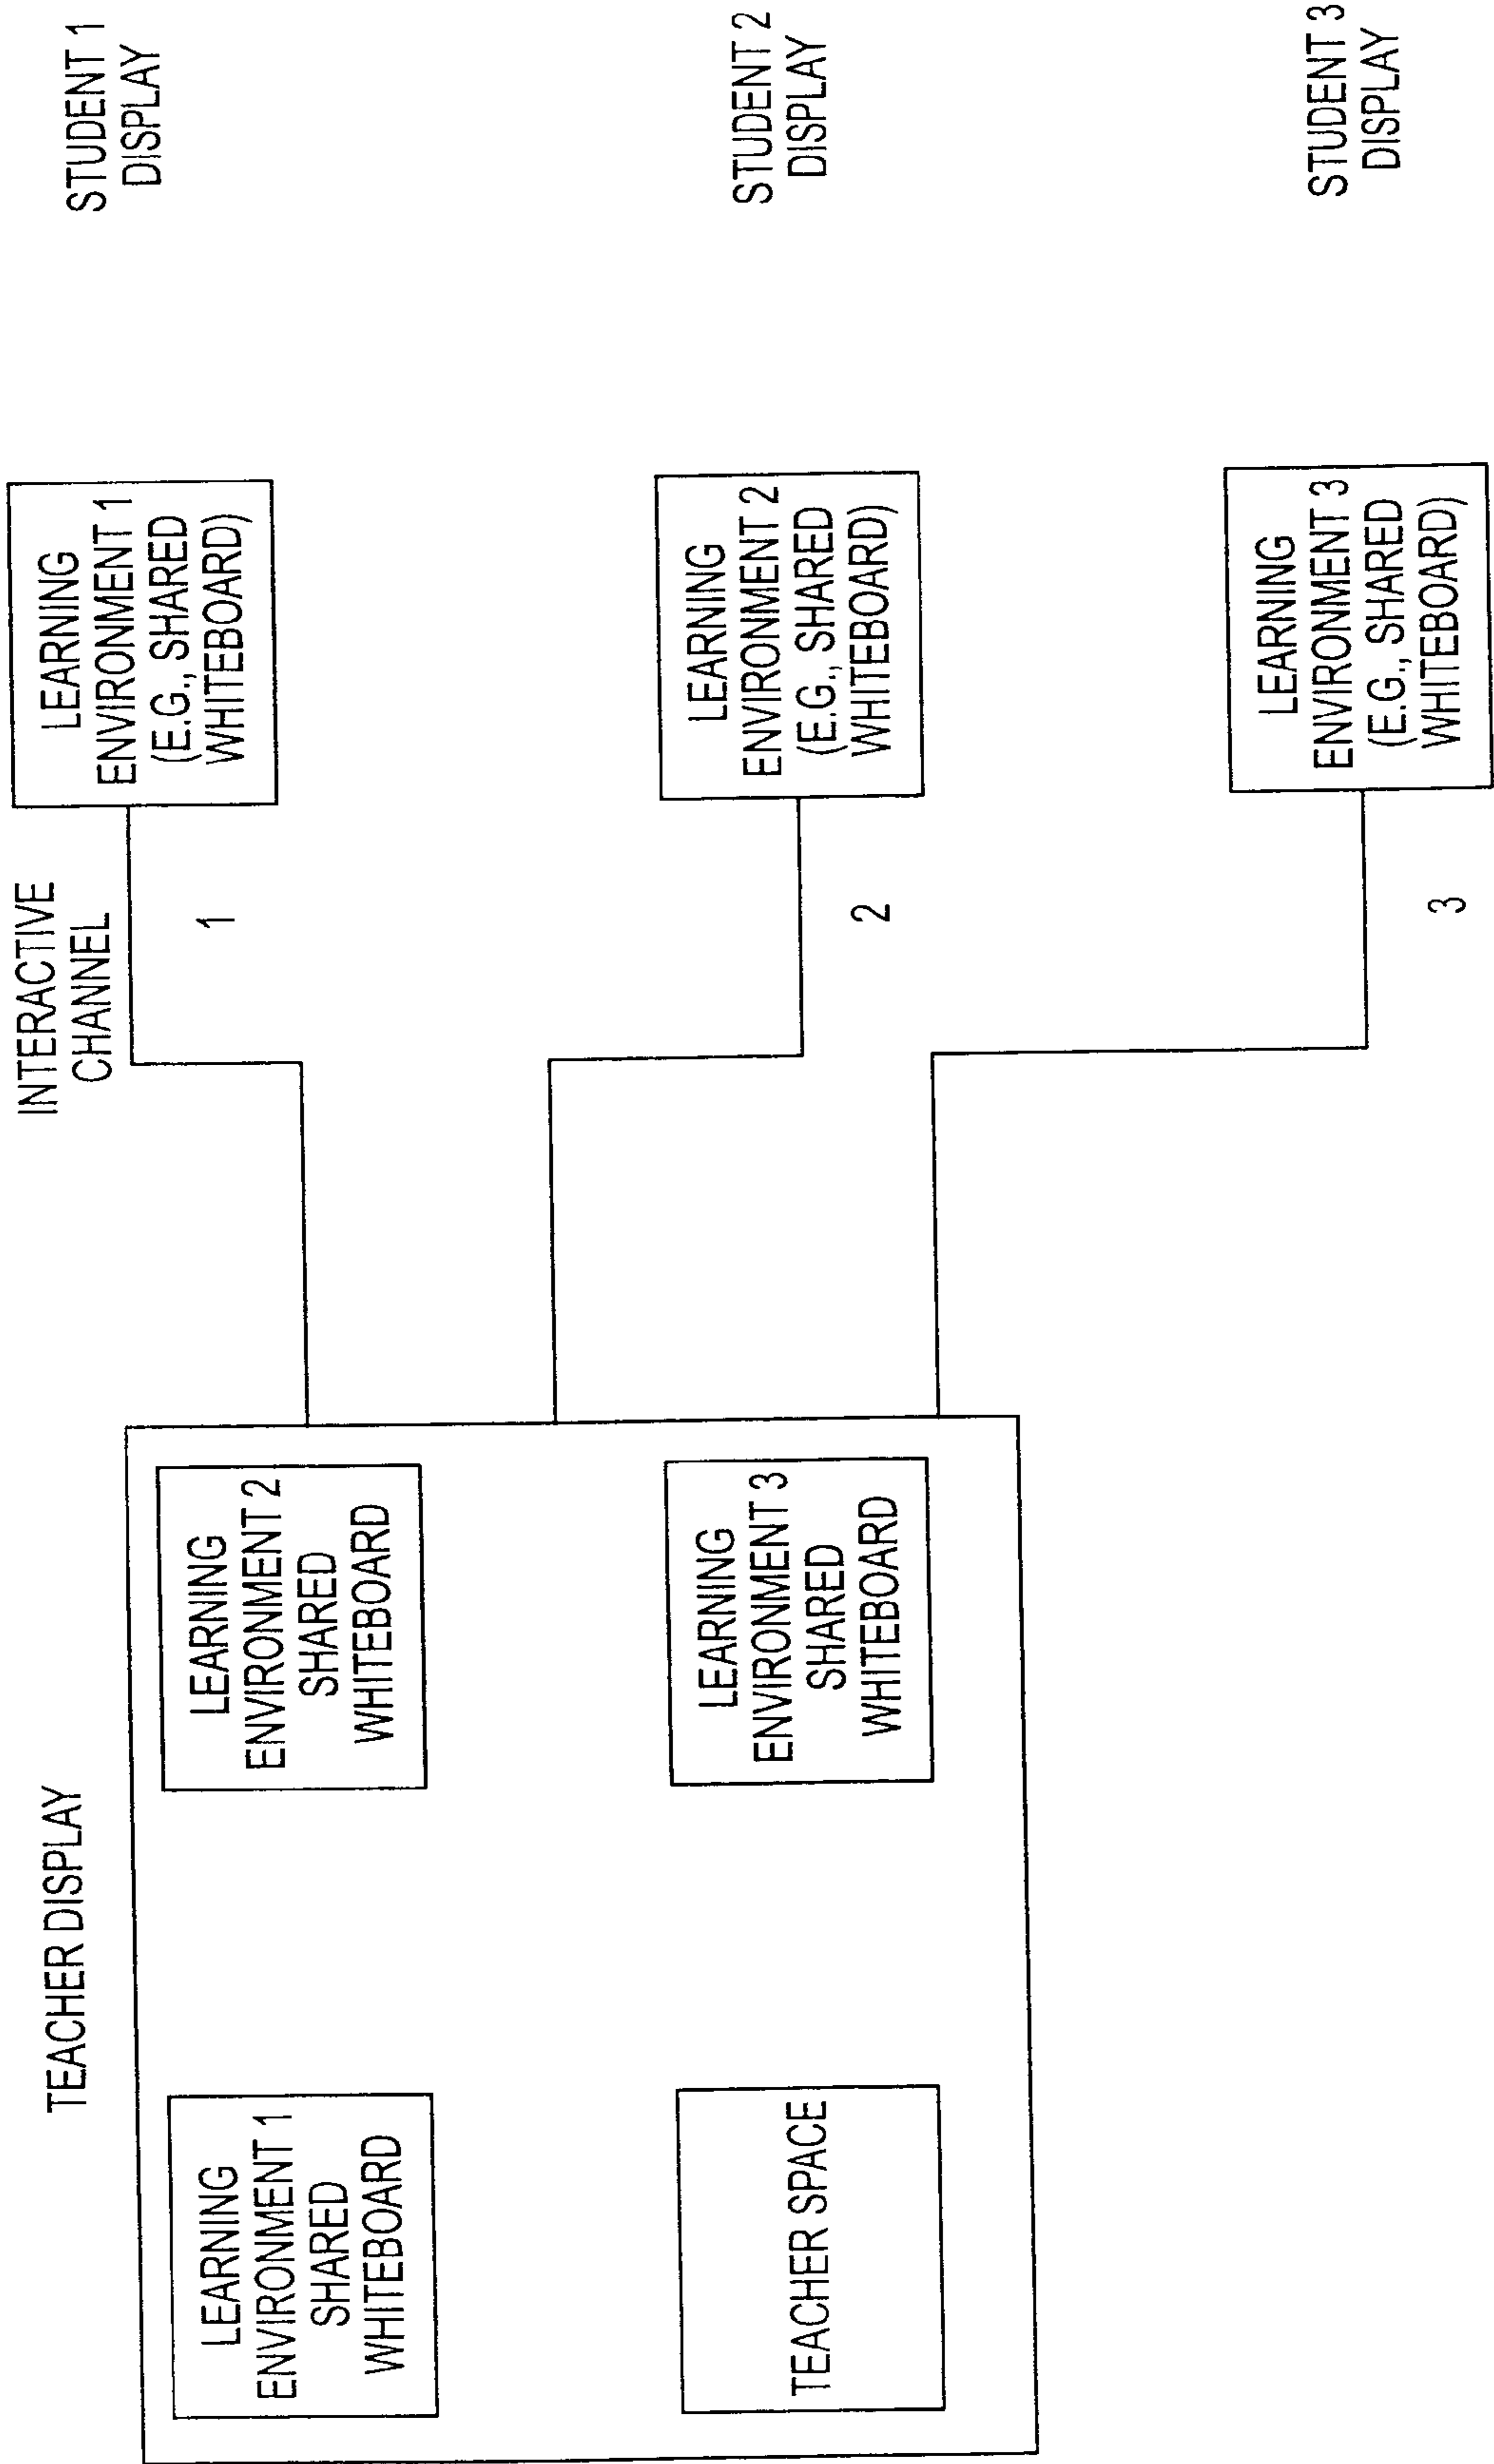 TEACHER DISPLAY
LEARNING
ENVIRONMENT 1
SHARED
WHITEBOARD
LEARNING
ENVIRONMENT 2
SHARED
WHITEBOARD
TEACHER SPACE
LEARNING
ENVIRONMENT 3
SHARED
WHITEBOARD
INTERACTIVE
CHANNEL
1
2
3
LEARNING
ENVIRONMENT 1
(E.G., SHARED
WHITEBOARD)
STUDENT 1
DISPLAY
LEARNING
ENVIRONMENT 2
(E.G., SHARED
WHITEBOARD)
STUDENT 2
DISPLAY
LEARNING
ENVIRONMENT 3
(E.G., SHARED
WHITEBOARD)
STUDENT 3
DISPLAY